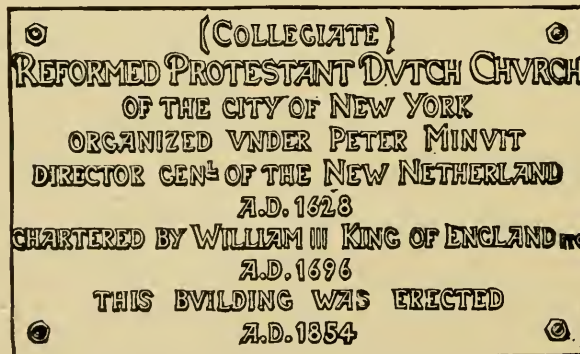 (COLLEGIATE)
REFORMED PROTESTANT DVTCH CHVRCH
OF THE CITY OF NEW YORK
ORGANIZED VNDER PETER MINVIT
DIRECTOR GENL OF THE NEW NETHERLAND
A.D. 1628
CHARTERED BY WILLIAM III KING OF ENGLAND ETC
A.D. 1696
THIS BVILDING WAS ERECTED
A.D. 1854